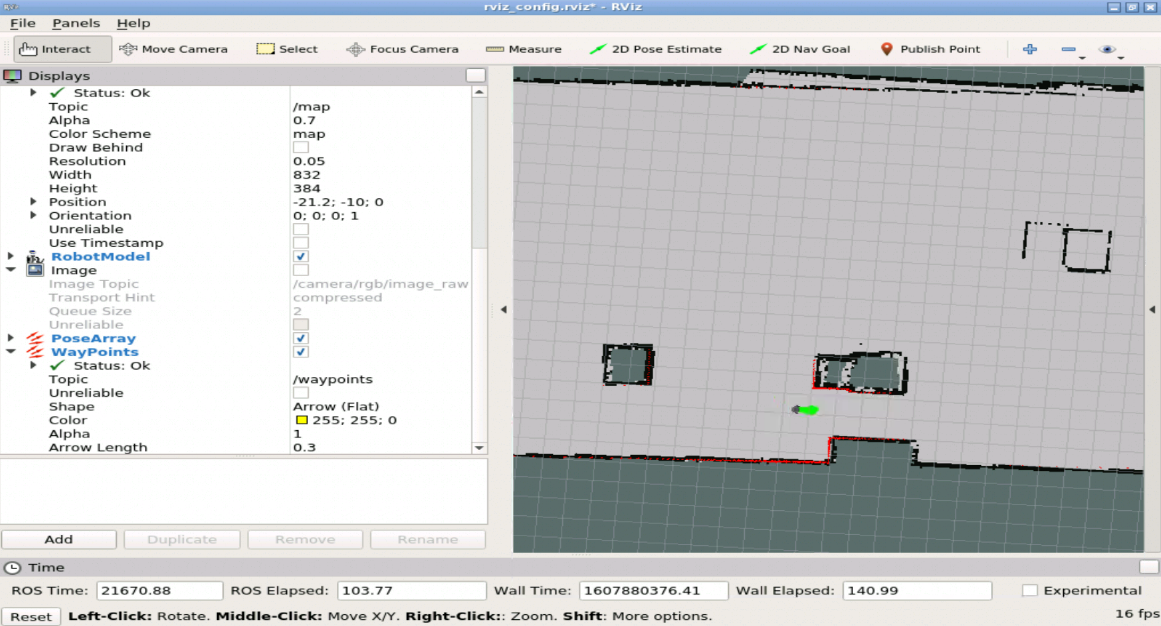 rviz_config.rviz* - RViz
File Panels Help
Interact Move Camera Select Focus Camera Measure 2D Pose Estimate 2D Nav Goal Publish Point
Displays
Status: Ok
Topic /map
Alpha 0.7
Color Scheme map
Draw Behind
Resolution 0.05
Width 832
Height 384
Position -21.2; -10; 0
Orientation 0; 0; 0; 1
Unreliable
Use Timestamp
RobotModel
Image
Image Topic /camera/rgb/image_raw
Transport Hint compressed
Queue Size 2
Unreliable
PoseArray
WayPoints
Status: Ok
Topic /waypoints
Unreliable
Shape Arrow (Flat)
Color 255; 255; 0
Alpha 1
Arrow Length 0.3
Add Duplicate Remove Rename
Time
ROS Time: 21670.88 ROS Elapsed: 103.77 Wall Time: 1607880376.41 Wall Elapsed: 140.99 Experimental
Reset Left-Click: Rotate. Middle-Click: Move X/Y. Right-Click:: Zoom. Shift: More options. 16 fps